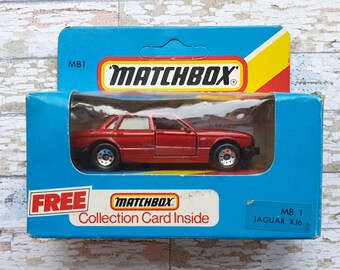 MB1
MATCHBOX®
FREE
MATCHBOX
Collection Card Inside
MB 1
JAGUAR XJ6